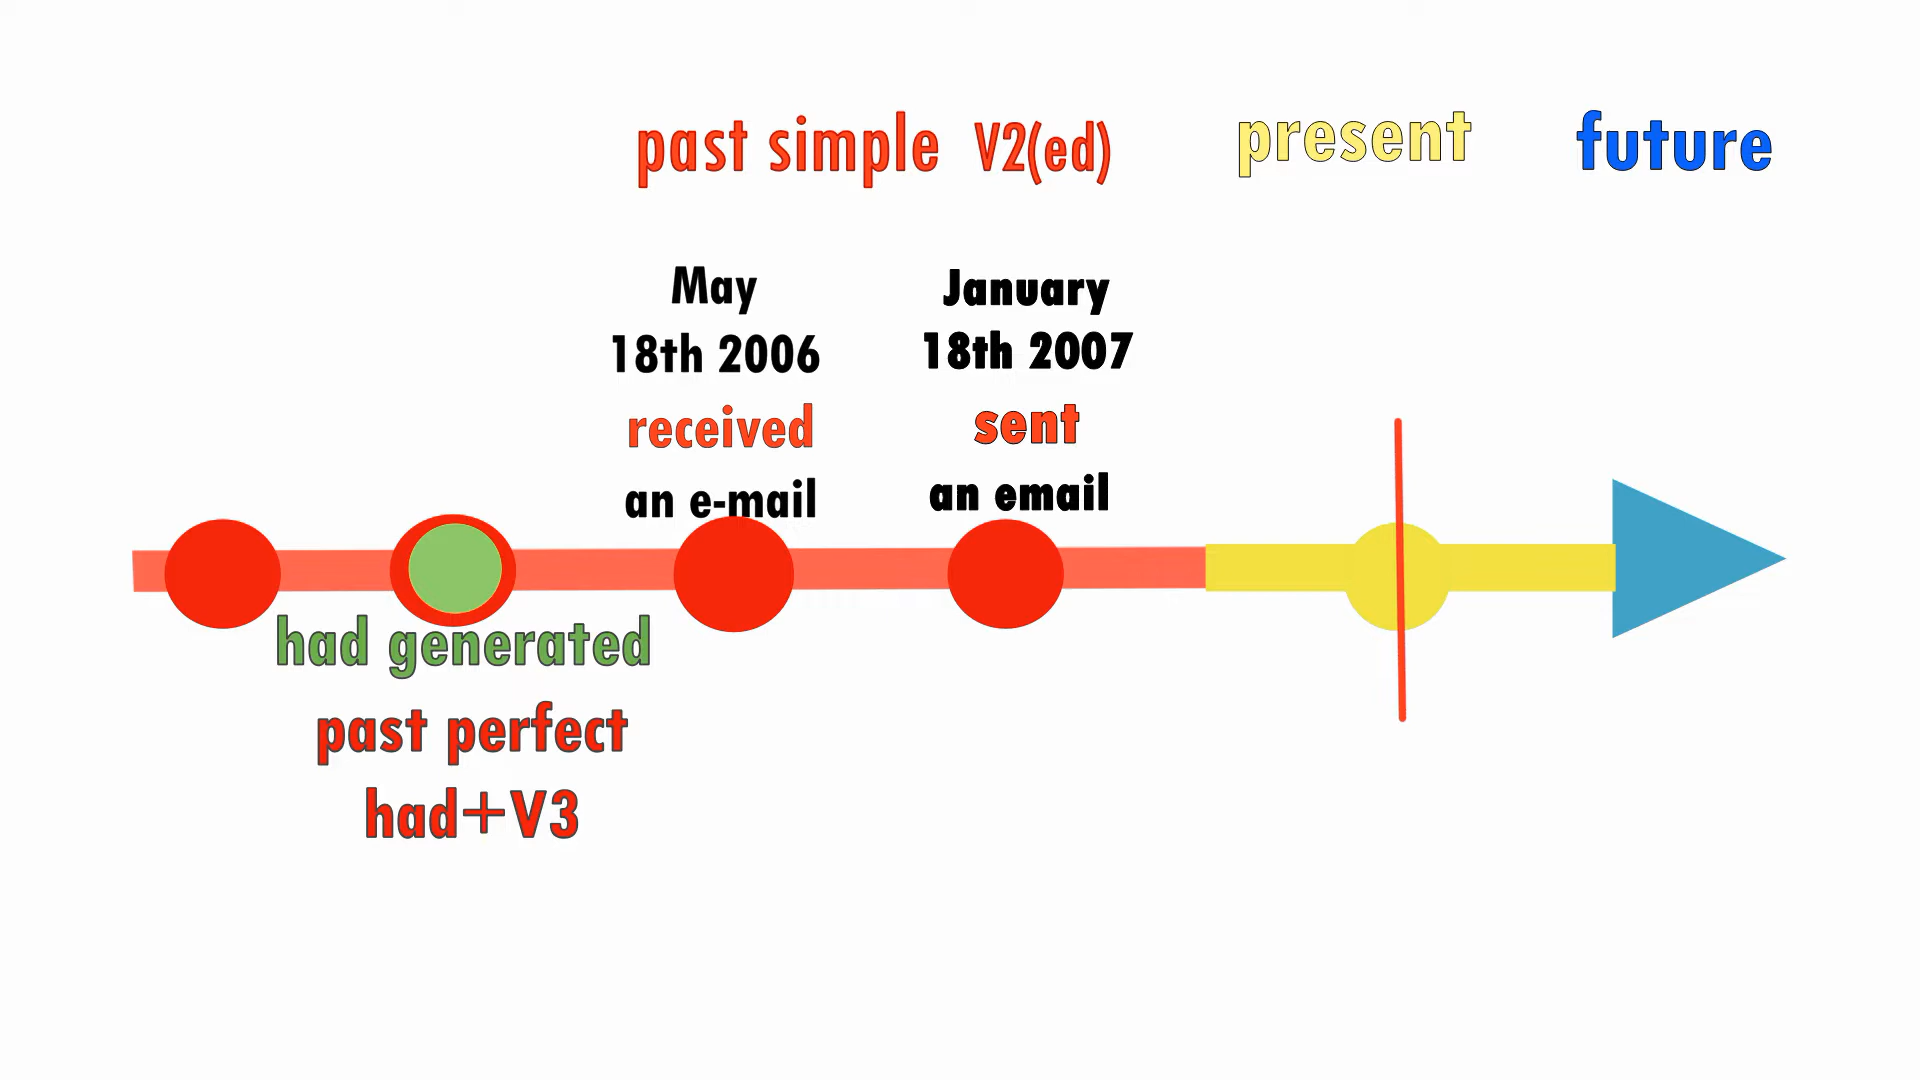 past simple V2(ed)
present
future
May
18th 2006
received
an e-mail
January
18th 2007
sent
an email
had generated
past perfect
had+V3